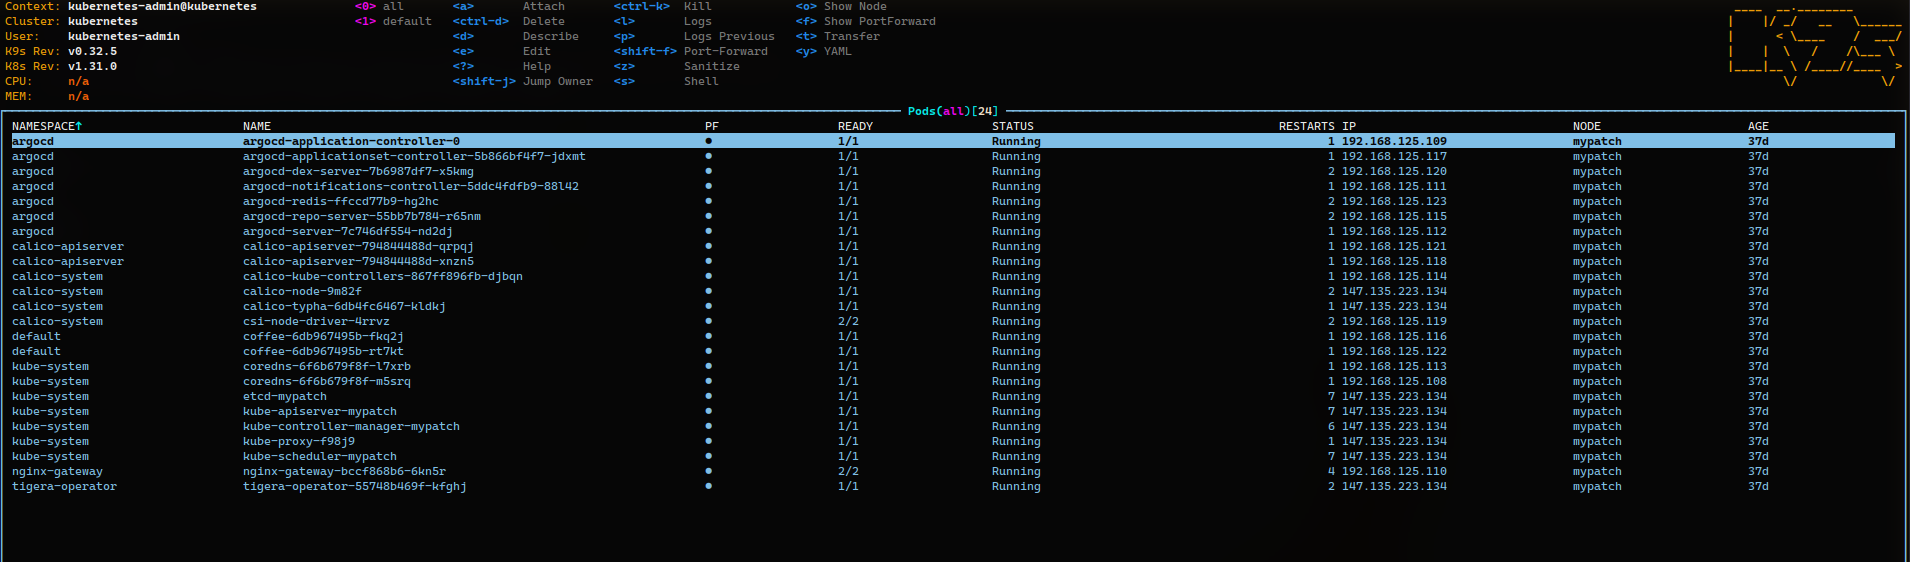 Context: kubernetes-admin@kubernetes <0> all <a> Attach <ctrl-k> Kill <o> Show Node
Cluster: kubernetes <1> default <ctrl-d> Delete <l> Logs <f> Show PortForward
User: kubernetes-admin <d> Describe <p> Logs Previous <t> Transfer
K9s Rev: v0.32.5 <e> Edit <shift-f> Port-Forward <y> YAML
K8s Rev: v1.31.0 <?> Help <z> Sanitize
CPU: n/a <shift-j> Jump Owner <s> Shell
MEM: n/a
Pods(all)[24]
NAMESPACE↑ NAME PF READY STATUS RESTARTS IP NODE AGE
argocd argocd-application-controller-0 ● 1/1 Running 1 192.168.125.109 mypatch 37d
argocd argocd-applicationset-controller-5b866bf4f7-jdxmt ● 1/1 Running 1 192.168.125.117 mypatch 37d
argocd argocd-dex-server-7b6987df7-x5kmg ● 1/1 Running 2 192.168.125.120 mypatch 37d
argocd argocd-notifications-controller-5ddc4fdfb9-88l42 ● 1/1 Running 1 192.168.125.111 mypatch 37d
argocd argocd-redis-ffccd77b9-hg2hc ● 1/1 Running 2 192.168.125.123 mypatch 37d
argocd argocd-repo-server-55bb7b784-r65nm ● 1/1 Running 2 192.168.125.115 mypatch 37d
argocd argocd-server-7c746df554-nd2dj ● 1/1 Running 1 192.168.125.112 mypatch 37d
calico-apiserver calico-apiserver-794844488d-qrpqj ● 1/1 Running 1 192.168.125.121 mypatch 37d
calico-apiserver calico-apiserver-794844488d-xnzn5 ● 1/1 Running 1 192.168.125.118 mypatch 37d
calico-system calico-kube-controllers-867ff896fb-djbqn ● 1/1 Running 1 192.168.125.114 mypatch 37d
calico-system calico-node-9m82f ● 1/1 Running 2 147.135.223.134 mypatch 37d
calico-system calico-typha-6db4fc6467-kldkj ● 1/1 Running 1 147.135.223.134 mypatch 37d
calico-system csi-node-driver-4rrvz ● 2/2 Running 2 192.168.125.119 mypatch 37d
default coffee-6db967495b-fkq2j ● 1/1 Running 1 192.168.125.116 mypatch 37d
default coffee-6db967495b-rt7kt ● 1/1 Running 1 192.168.125.122 mypatch 37d
kube-system coredns-6f6b679f8f-l7xrb ● 1/1 Running 1 192.168.125.113 mypatch 37d
kube-system coredns-6f6b679f8f-m5srq ● 1/1 Running 1 192.168.125.108 mypatch 37d
kube-system etcd-mypatch ● 1/1 Running 7 147.135.223.134 mypatch 37d
kube-system kube-apiserver-mypatch ● 1/1 Running 7 147.135.223.134 mypatch 37d
kube-system kube-controller-manager-mypatch ● 1/1 Running 6 147.135.223.134 mypatch 37d
kube-system kube-proxy-f98j9 ● 1/1 Running 1 147.135.223.134 mypatch 37d
kube-system kube-scheduler-mypatch ● 1/1 Running 7 147.135.223.134 mypatch 37d
nginx-gateway nginx-gateway-bccf868b6-6kn5r ● 2/2 Running 4 192.168.125.110 mypatch 37d
tigera-operator tigera-operator-55748b469f-kfghj ● 1/1 Running 2 147.135.223.134 mypatch 37d